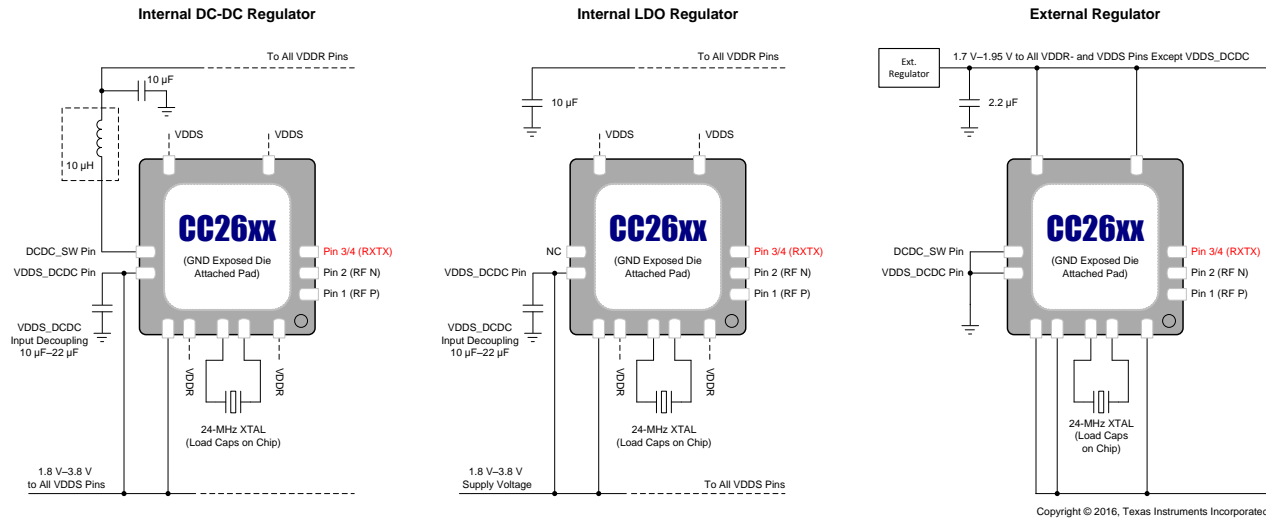 Internal DC-DC Regulator
To All VDDR Pins
10 µF
10 µH
VDDS
VDDS
CC26xx
(GND Exposed Die
Attached Pad)
DCDC_SW Pin
VDDS_DCDC Pin
Pin 3/4 (RXTX)
Pin 2 (RF N)
Pin 1 (RF P)
VDDS_DCDC
Input Decoupling
10 µF–22 µF
VDDR
VDDR
24-MHz XTAL
(Load Caps on Chip)
1.8 V–3.8 V
to All VDDS Pins
Internal LDO Regulator
To All VDDR Pins
10 µF
VDDS
VDDS
CC26xx
(GND Exposed Die
Attached Pad)
NC
VDDS_DCDC Pin
Pin 3/4 (RXTX)
Pin 2 (RF N)
Pin 1 (RF P)
VDDS_DCDC
Input Decoupling
10 µF–22 µF
VDDR
VDDR
24-MHz XTAL
(Load Caps on Chip)
1.8 V–3.8 V
Supply Voltage
To All VDDS Pins
External Regulator
Ext.
Regulator
1.7 V–1.95 V to All VDDR- and VDDS Pins Except VDDS_DCDC
2.2 µF
CC26xx
(GND Exposed Die
Attached Pad)
DCDC_SW Pin
VDDS_DCDC Pin
Pin 3/4 (RXTX)
Pin 2 (RF N)
Pin 1 (RF P)
24-MHz XTAL
(Load Caps
on Chip)
Copyright © 2016, Texas Instruments Incorporated